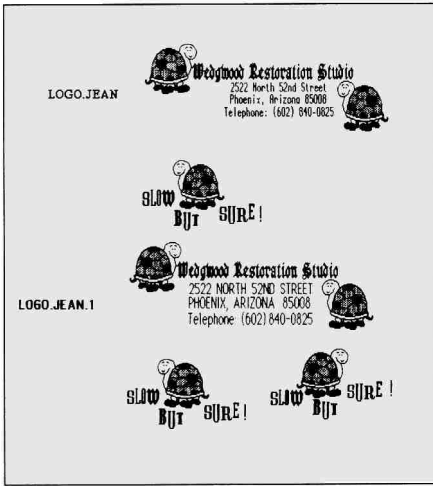 LOGO.JEAN
Wedgwood Restoration Studio
2522 North 52nd Street
Phoenix, Arizona 85008
Telephone: (602) 840-0825
SLOW BUT SURE!
LOGO.JEAN.1
Wedgwood Restoration Studio
2522 NORTH 52ND STREET
PHOENIX, ARIZONA 85008
Telephone: (602) 840-0825
SLOW BUT SURE!
SLOW BUT SURE!